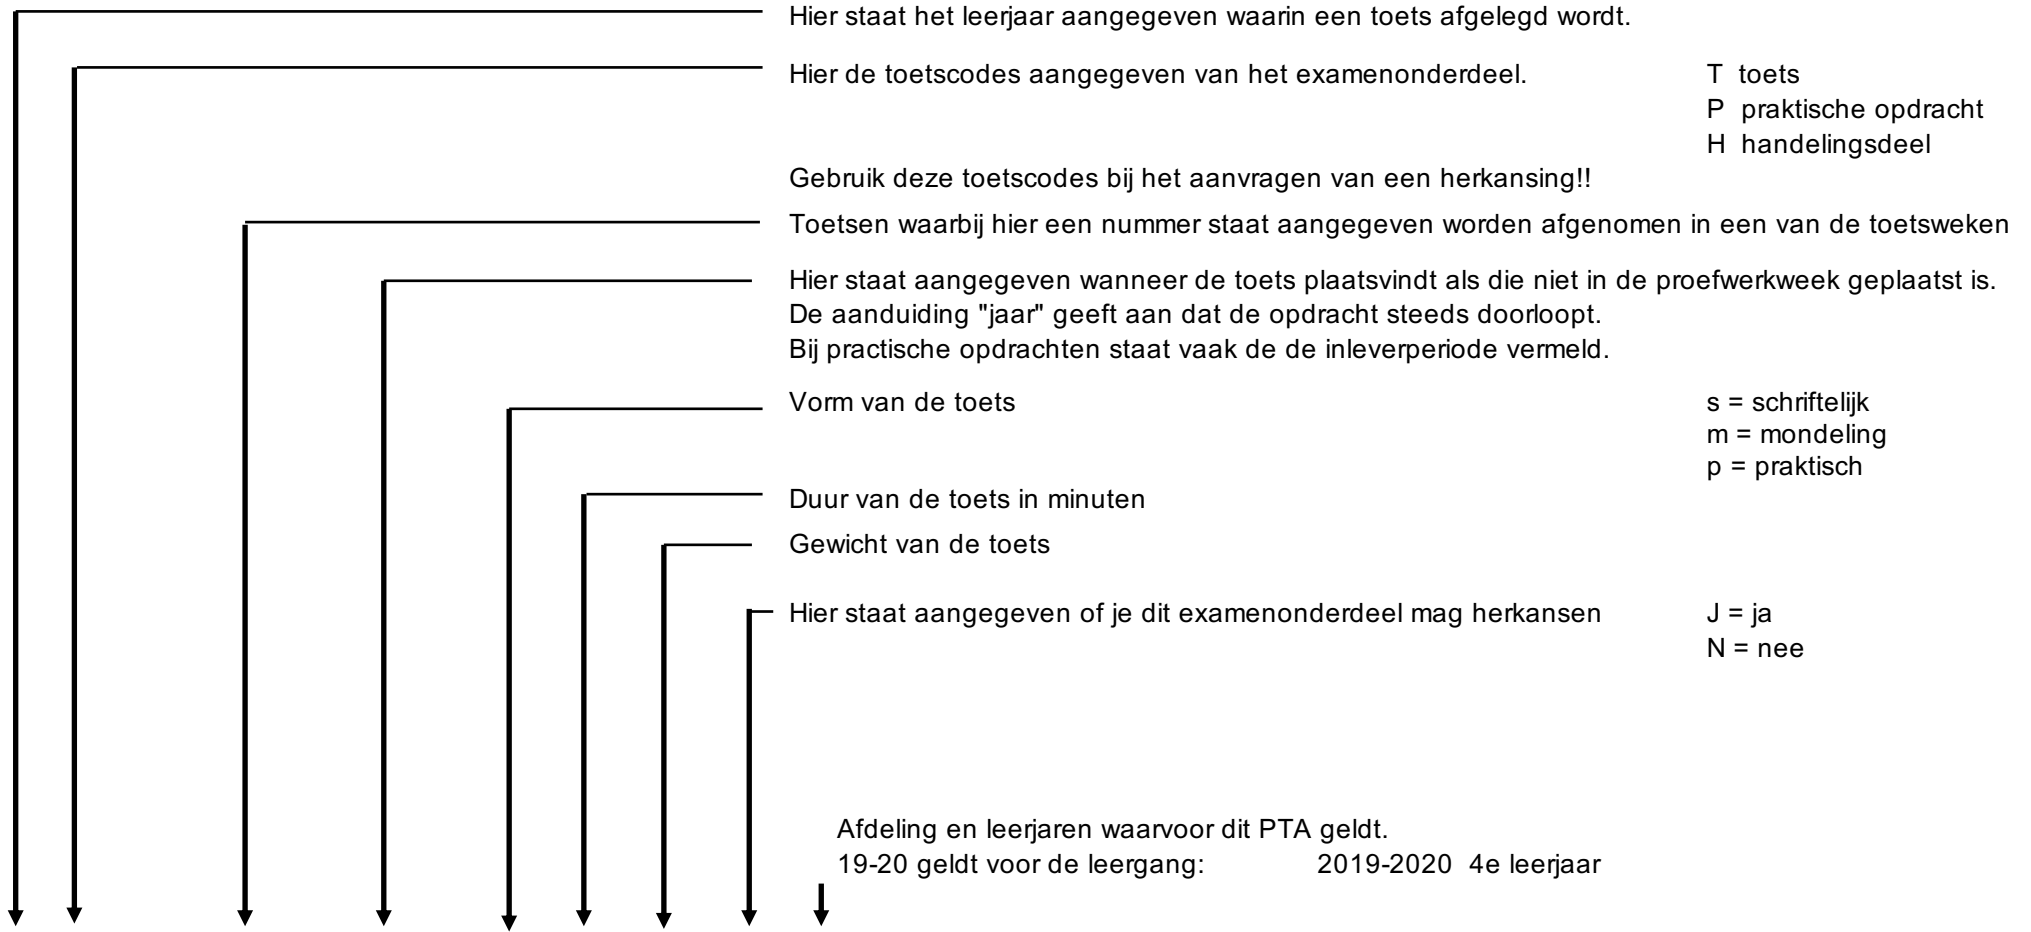 Hier staat het leerjaar aangegeven waarin een toets afgelegd wordt.
Hier de toetscodes aangegeven van het examenonderdeel. T toets
P praktische opdracht
H handelingsdeel
Gebruik deze toetscodes bij het aanvragen van een herkansing!!
Toetsen waarbij hier een nummer staat aangegeven worden afgenomen in een van de toetsweken
Hier staat aangegeven wanneer de toets plaatsvindt als die niet in de proefwerkweek geplaatst is.
De aanduiding "jaar" geeft aan dat de opdracht steeds doorloopt.
Bij practische opdrachten staat vaak de de inleverperiode vermeld.
Vorm van de toets s = schriftelijk
m = mondeling
p = praktisch
Duur van de toets in minuten
Gewicht van de toets
Hier staat aangegeven of je dit examenonderdeel mag herkansen J = ja
N = nee
Afdeling en leerjaren waarvoor dit PTA geldt.
19-20 geldt voor de leergang: 2019-2020 4e leerjaar